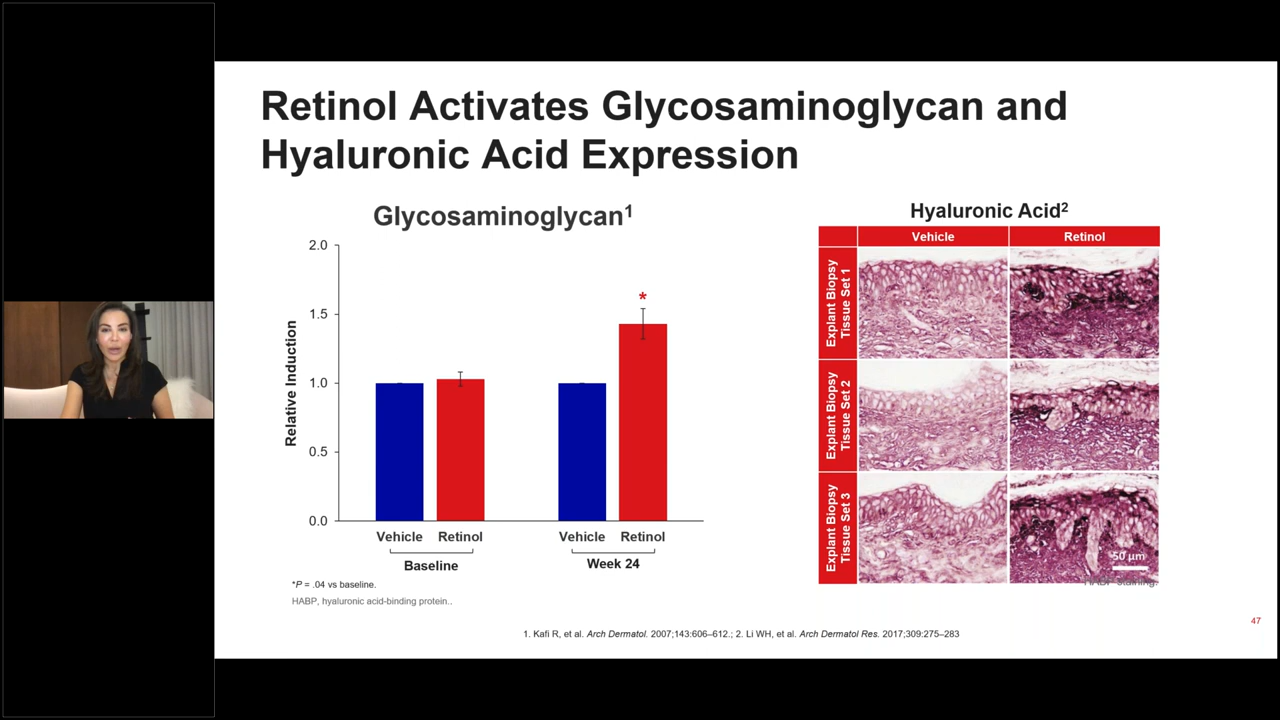 Retinol Activates Glycosaminoglycan and
Hyaluronic Acid Expression
Glycosaminoglycan1
2.0
1.5
1.0
0.5
0.0
Relative Induction
*
Vehicle Retinol
Baseline
Vehicle Retinol
Week 24
*P = .04 vs baseline.
HABP, hyaluronic acid-binding protein..
Hyaluronic Acid2
Vehicle Retinol
Explant Biopsy
Tissue Set 1
Explant Biopsy
Tissue Set 2
Explant Biopsy
Tissue Set 3
50 µm
HABP staining.
1. Kafi R, et al. Arch Dermatol. 2007;143:606–612.; 2. Li WH, et al. Arch Dermatol Res. 2017;309:275–283
47